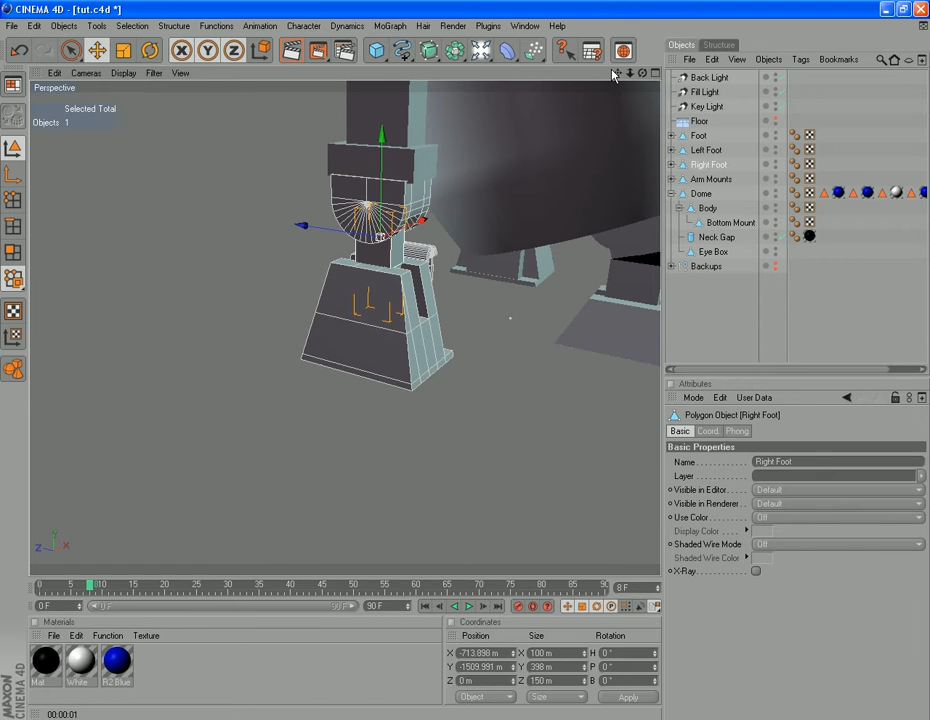 CINEMA 4D - [tut.c4d *]
File Edit Objects Tools Selection Structure Functions Animation Character Dynamics MoGraph Hair Render Plugins Window Help
Edit Cameras Display Filter View
Perspective
Selected Total
Objects 1
Y
Z X
0 5 10 15 20 25 30 35 40 45 50 55 60 65 70 75 80 85 90 8 F
0 F 0 F 90 F 90 F
Materials
File Edit Function Texture
Mat White R2 Blue
Coordinates
Position Size Rotation
X -713.898 m X 100 m H 0 °
Y -1509.991 m Y 398 m P 0 °
Z 0 m Z 150 m B 0 °
Object Size Apply
MAXON CINEMA 4D
00:00:01
Objects Structure
File Edit View Objects Tags Bookmarks
Back Light
Fill Light
Key Light
Floor
Foot
Left Foot
Right Foot
Arm Mounts
Dome
Body
Bottom Mount
Neck Gap
Eye Box
Backups
Attributes
Mode Edit User Data
Polygon Object [Right Foot]
Basic Coord. Phong
Basic Properties
Name Right Foot
Layer
Visible in Editor Default
Visible in Renderer Default
Use Color Off
Display Color
Shaded Wire Mode Off
Shaded Wire Color
X-Ray